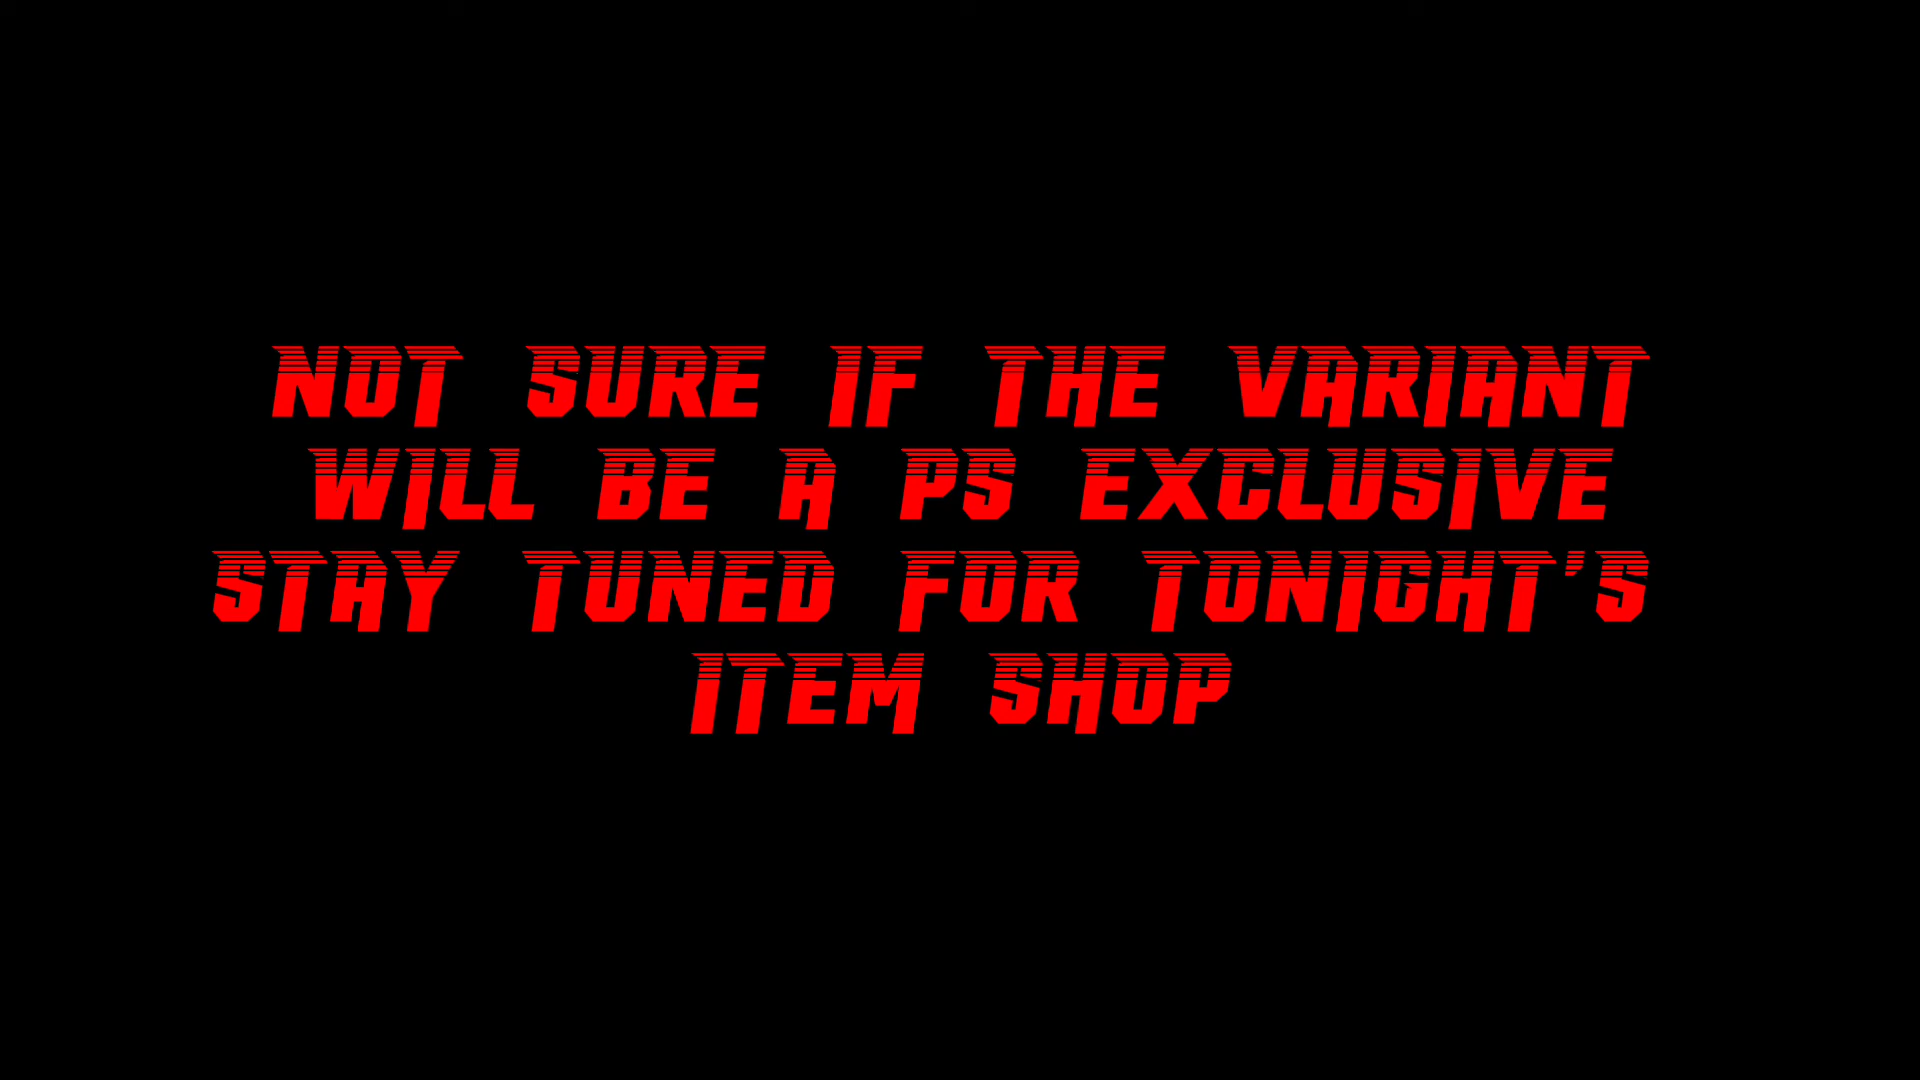 NOT SURE IF THE VARIANT
WILL BE A PS EXCLUSIVE
STAY TUNED FOR TONIGHT'S
ITEM SHOP